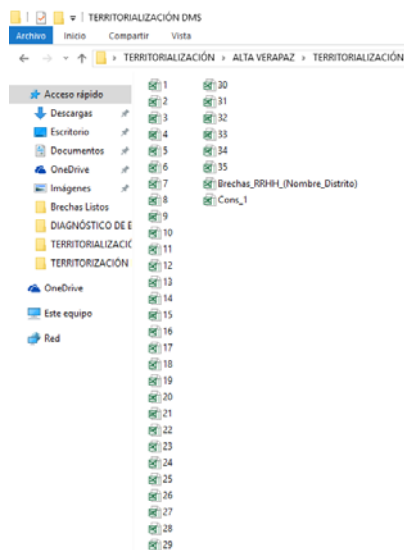 TERRITORIALIZACIÓN DMS
Archivo Inicio Compartir Vista
TERRITORIALIZACIÓN > ALTA VERAPAZ > TERRITORIALIZACIÓN
Acceso rápido
Descargas
Escritorio
Documentos
OneDrive
Imágenes
Brechas Listos
DIAGNÓSTICO DE E
TERRITORIALIZACIÓ
TERRITORIZACIÓN
OneDrive
Este equipo
Red
1
2
3
4
5
6
7
8
9
10
11
12
13
14
15
16
17
18
19
20
21
22
23
24
25
26
27
28
29
30
31
32
33
34
35
Brechas_RRHH_(Nombre_Distrito)
Cons_1